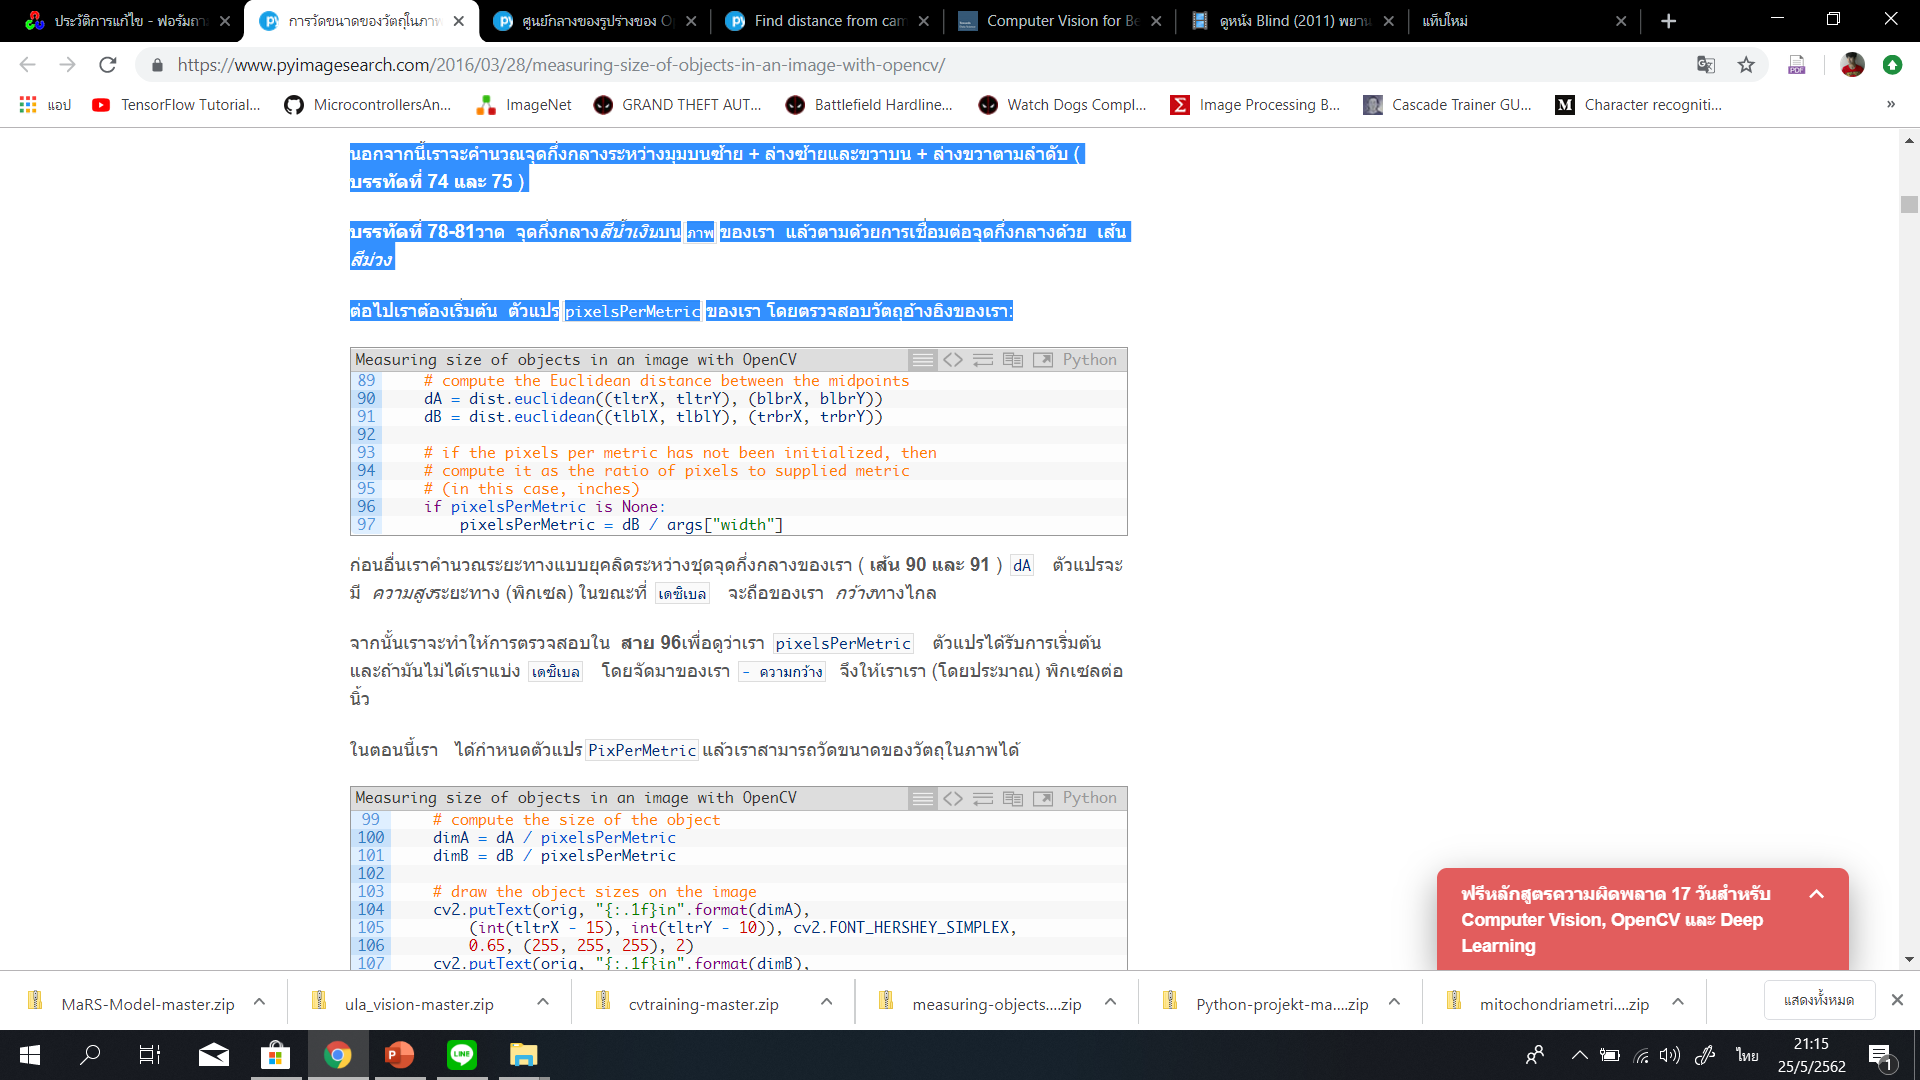 ประวัติการแก้ไข - ฟอรัมถาม
การวัดขนาดของวัตถุในภาพ
ศูนย์กลางของรูปร่างของ O
Find distance from cam
Computer Vision for Be
ดูหนัง Blind (2011) พยาน
แท็บใหม่
https://www.pyimagesearch.com/2016/03/28/measuring-size-of-objects-in-an-image-with-opencv/
แอป
TensorFlow Tutorial...
MicrocontrollersAn...
ImageNet
GRAND THEFT AUT...
Battlefield Hardline...
Watch Dogs Compl...
Image Processing B...
Cascade Trainer GU...
Character recogniti...
»
นอกจากนี้เราจะคำนวณจุดกึ่งกลางระหว่างมุมบนซ้าย + ล่างซ้ายและขวาบน + ล่างขวาตามลำดับ (
บรรทัดที่ 74 และ 75 )
บรรทัดที่ 78-81วาด จุดกึ่งกลางสีน้ำเงินบน ภาพ ของเรา แล้วตามด้วยการเชื่อมต่อจุดกึ่งกลางด้วย เส้น
สีม่วง
ต่อไปเราต้องเริ่มต้น ตัวแปร pixelsPerMetric ของเรา โดยตรวจสอบวัตถุอ้างอิงของเรา:
Measuring size of objects in an image with OpenCV
Python
89 # compute the Euclidean distance between the midpoints
90 dA = dist.euclidean((tltrX, tltrY), (blbrX, blbrY))
91 dB = dist.euclidean((tlblX, tlblY), (trbrX, trbrY))
92
93 # if the pixels per metric has not been initialized, then
94 # compute it as the ratio of pixels to supplied metric
95 # (in this case, inches)
96 if pixelsPerMetric is None:
97 pixelsPerMetric = dB / args["width"]
ก่อนอื่นเราคำนวณระยะทางแบบยุคลิดระหว่างชุดจุดกึ่งกลางของเรา ( เส้น 90 และ 91 ) dA ตัวแปรจะ
มี ความสูงระยะทาง (พิกเซล) ในขณะที่ เดซิเบล จะถือของเรา กว้างทางไกล
จากนั้นเราจะทำให้การตรวจสอบใน สาย 96เพื่อดูว่าเรา pixelsPerMetric ตัวแปรได้รับการเริ่มต้น
และถ้ามันไม่ได้เราแบ่ง เดซิเบล โดยจัดมาของเรา - ความกว้าง จึงให้เราเรา (โดยประมาณ) พิกเซลต่อ
นิ้ว
ในตอนนี้เรา ได้กำหนดตัวแปร PixPerMetric แล้วเราสามารถวัดขนาดของวัตถุในภาพได้
Measuring size of objects in an image with OpenCV
Python
99 # compute the size of the object
100 dimA = dA / pixelsPerMetric
101 dimB = dB / pixelsPerMetric
102
103 # draw the object sizes on the image
104 cv2.putText(orig, "{:.1f}in".format(dimA),
105 (int(tltrX - 15), int(tltrY - 10)), cv2.FONT_HERSHEY_SIMPLEX,
106 0.65, (255, 255, 255), 2)
107 cv2.putText(orig, "{:.1f}in".format(dimB),
ฟรีหลักสูตรความผิดพลาด 17 วันสำหรับ
Computer Vision, OpenCV และ Deep
Learning
MaRS-Model-master.zip
ula_vision-master.zip
cvtraining-master.zip
measuring-objects....zip
Python-projekt-ma....zip
mitochondriametri....zip
แสดงทั้งหมด
LINE
ไทย
21:15
25/5/2562
1